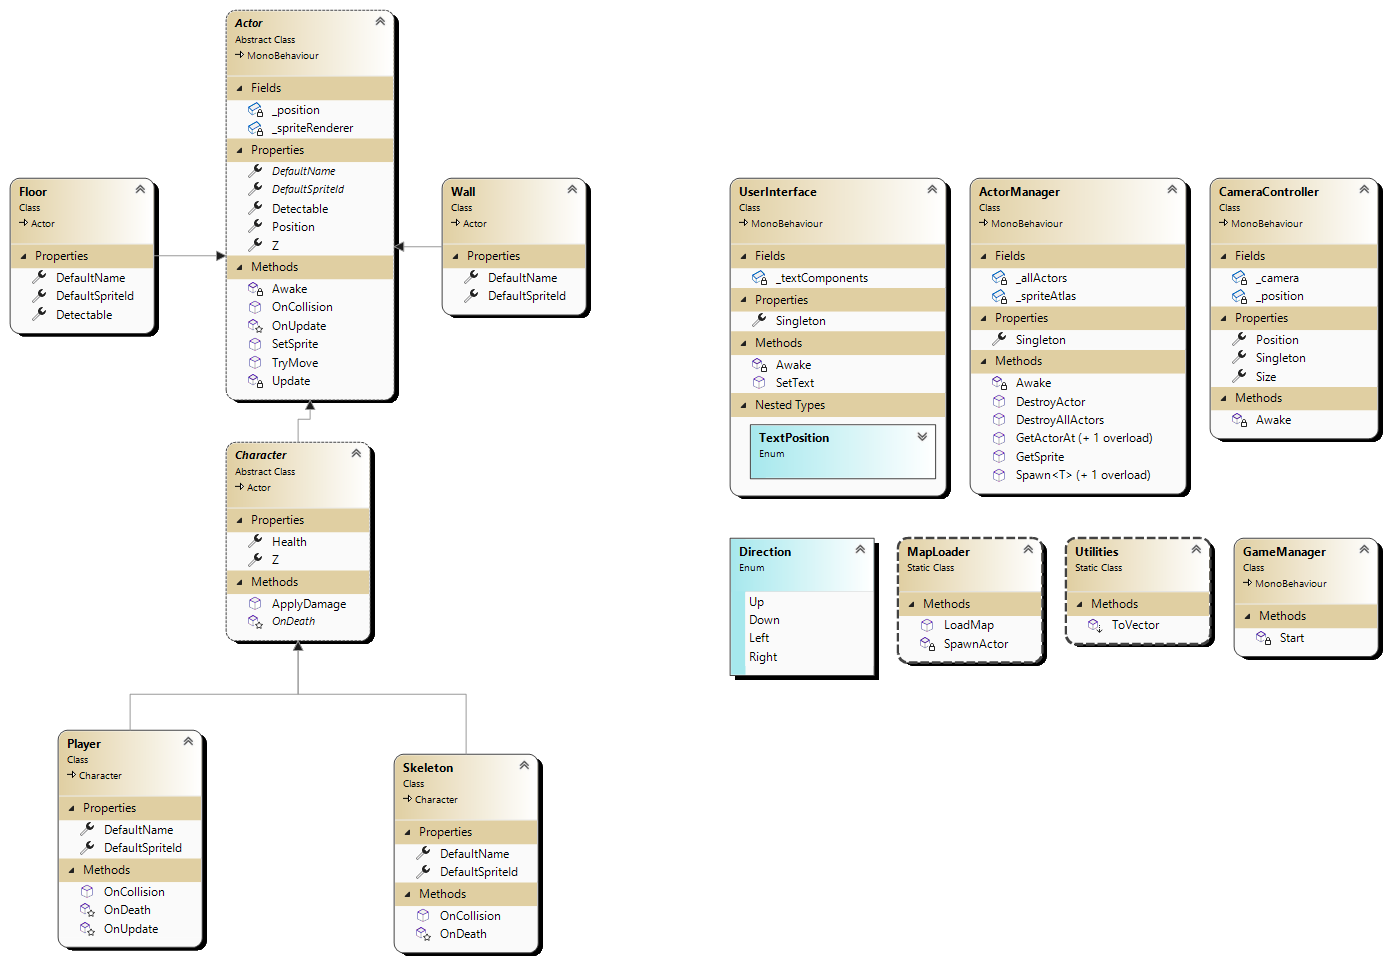 Actor
Abstract Class
MonoBehaviour
Fields
_position
_spriteRenderer
Properties
DefaultName
DefaultSpriteId
Detectable
Position
Z
Methods
Awake
OnCollision
OnUpdate
SetSprite
TryMove
Update
Floor
Class
Actor
Properties
DefaultName
DefaultSpriteId
Detectable
Wall
Class
Actor
Properties
DefaultName
DefaultSpriteId
Character
Abstract Class
Actor
Properties
Health
Z
Methods
ApplyDamage
OnDeath
Player
Class
Character
Properties
DefaultName
DefaultSpriteId
Methods
OnCollision
OnDeath
OnUpdate
Skeleton
Class
Character
Properties
DefaultName
DefaultSpriteId
Methods
OnCollision
OnDeath
UserInterface
Class
MonoBehaviour
Fields
_textComponents
Properties
Singleton
Methods
Awake
SetText
Nested Types
TextPosition
Enum
ActorManager
Class
MonoBehaviour
Fields
_allActors
_spriteAtlas
Properties
Singleton
Methods
Awake
DestroyActor
DestroyAllActors
GetActorAt (+ 1 overload)
GetSprite
Spawn<T> (+ 1 overload)
CameraController
Class
MonoBehaviour
Fields
_camera
_position
Properties
Position
Singleton
Size
Methods
Awake
Direction
Enum
Up
Down
Left
Right
MapLoader
Static Class
Methods
LoadMap
SpawnActor
Utilities
Static Class
Methods
ToVector
GameManager
Class
MonoBehaviour
Methods
Start